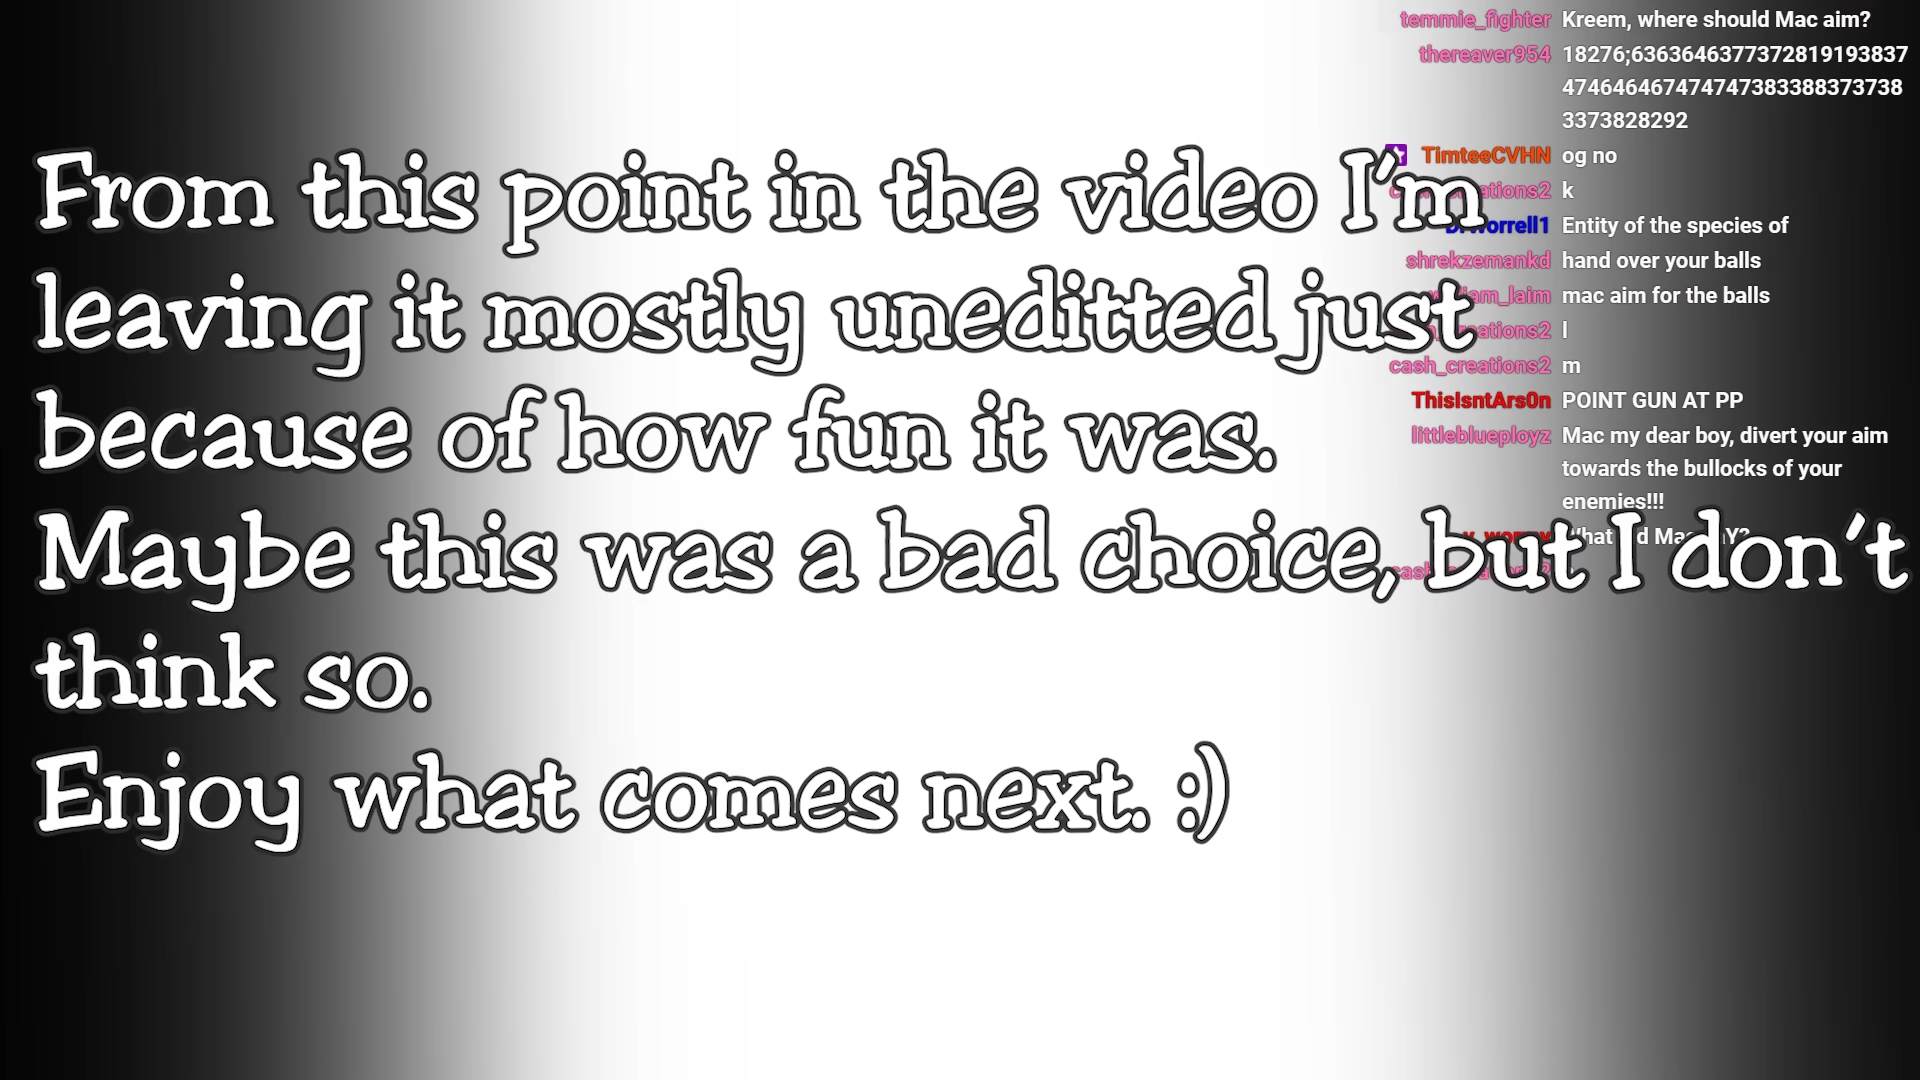 From this point in the video I'm
leaving it mostly uneditted just
because of how fun it was.
Maybe this was a bad choice, but I don't
think so.
Enjoy what comes next. :)
temmie_fighter Kreem, where should Mac aim?
thereaver954 18276;6363646377372819193837
474646467474747383388373738
3373828292
TimteeCVHN og no
k
Entity of the species of
shrekzemankd hand over your balls
mac aim for the balls
l
cash_creations2 m
ThisIsntArs0n POINT GUN AT PP
littleblueployz Mac my dear boy, divert your aim
towards the bullocks of your
enemies!!!